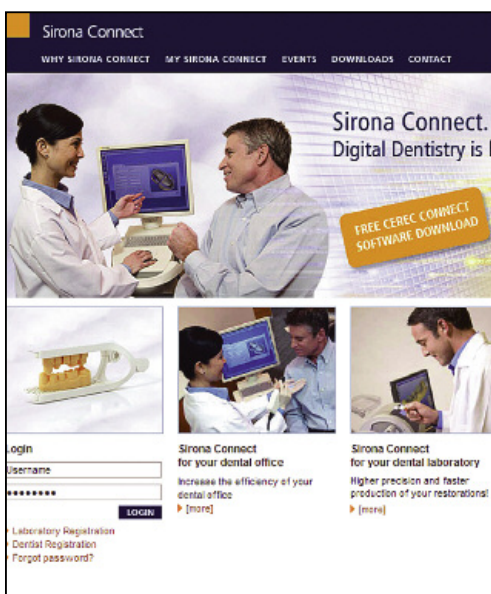 Sirona Connect
WHY SIRONA CONNECT MY SIRONA CONNECT EVENTS DOWNLOADS CONTACT
Sirona Connect.
Digital Dentistry is
FREE CEREC CONNECT
SOFTWARE DOWNLOAD
Login
Username
••••••••
LOGIN
Laboratory Registration
Dentist Registration
Forgot password?
Sirona Connect
for your dental office
Increase the efficiency of your
dental office
[more]
Sirona Connect
for your dental laboratory
Higher precision and faster
production of your restorations!
[more]